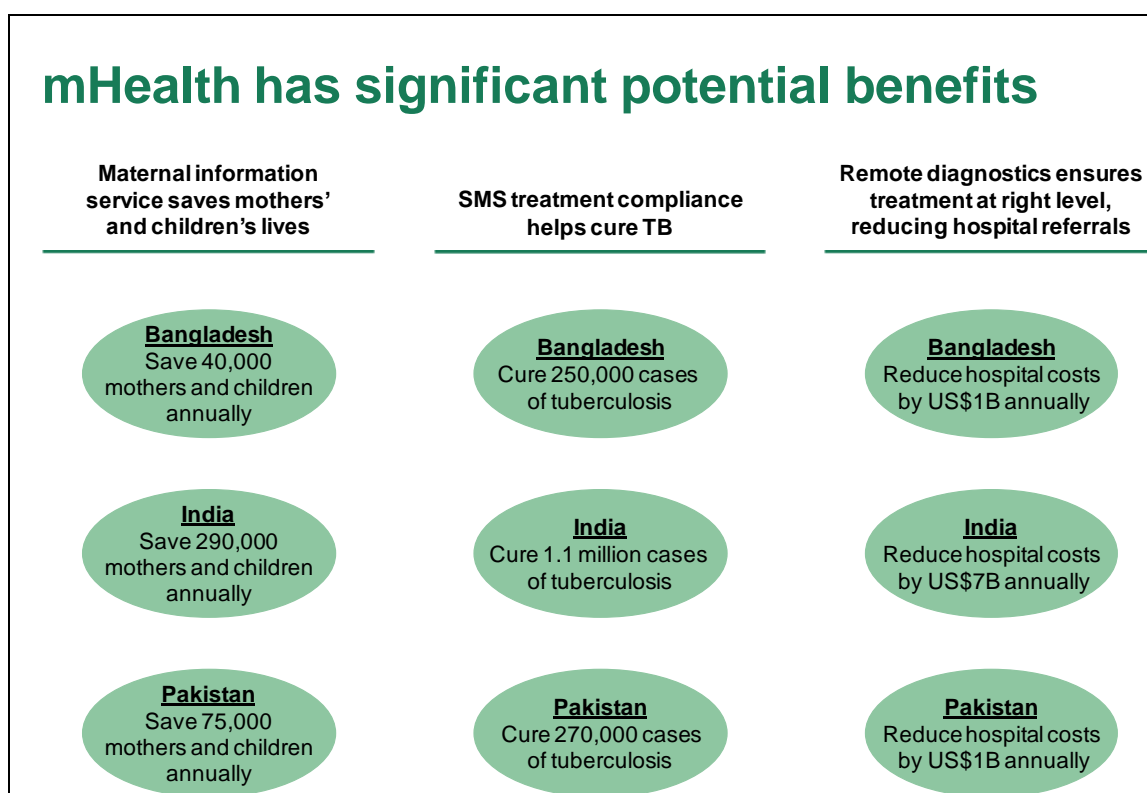 mHealth has significant potential benefits
Maternal information
service saves mothers'
and children's lives
SMS treatment compliance
helps cure TB
Remote diagnostics ensures
treatment at right level,
reducing hospital referrals
Bangladesh
Save 40,000
mothers and children
annually
Bangladesh
Cure 250,000 cases
of tuberculosis
Bangladesh
Reduce hospital costs
by US$1B annually
India
Save 290,000
mothers and children
annually
India
Cure 1.1 million cases
of tuberculosis
India
Reduce hospital costs
by US$7B annually
Pakistan
Save 75,000
mothers and children
annually
Pakistan
Cure 270,000 cases
of tuberculosis
Pakistan
Reduce hospital costs
by US$1B annually